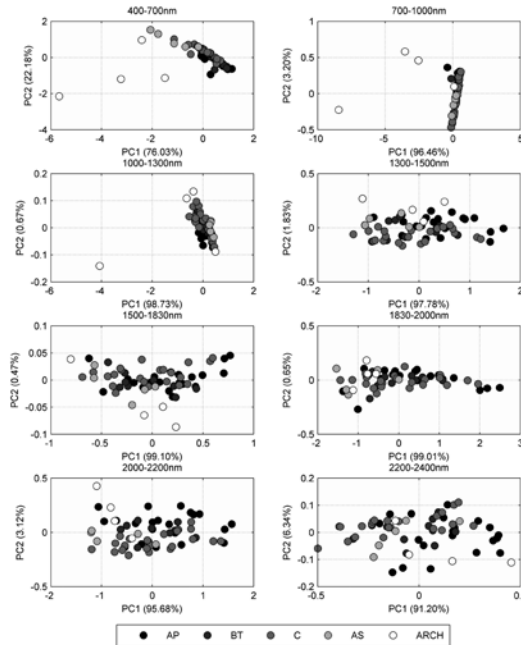 400-700nm
2
0
-2
-4
PC2 (22.18%)
-6 -4 -2 0 2
PC1 (76.03%)
700-1000nm
1
0.5
0
-0.5
PC2 (3.20%)
-10 -5 0 5
PC1 (96.46%)
1000-1300nm
0.2
0.1
0
-0.1
-0.2
PC2 (0.67%)
-6 -4 -2 0 2
PC1 (98.73%)
1300-1500nm
0.5
0
-0.5
PC2 (1.83%)
-2 -1 0 1 2
PC1 (97.78%)
1500-1830nm
0.1
0.05
0
-0.05
-0.1
PC2 (0.47%)
-1 -0.5 0 0.5 1
PC1 (99.10%)
1830-2000nm
0.5
0
-0.5
PC2 (0.65%)
-2 -1 0 1 2 3
PC1 (99.01%)
2000-2200nm
0.5
0
-0.5
PC2 (3.12%)
-2 -1 0 1 2
PC1 (95.68%)
2200-2400nm
0.2
0.1
0
-0.1
-0.2
PC2 (6.34%)
-0.5 0
PC1 (91.20%)
AP BT C AS ARCH